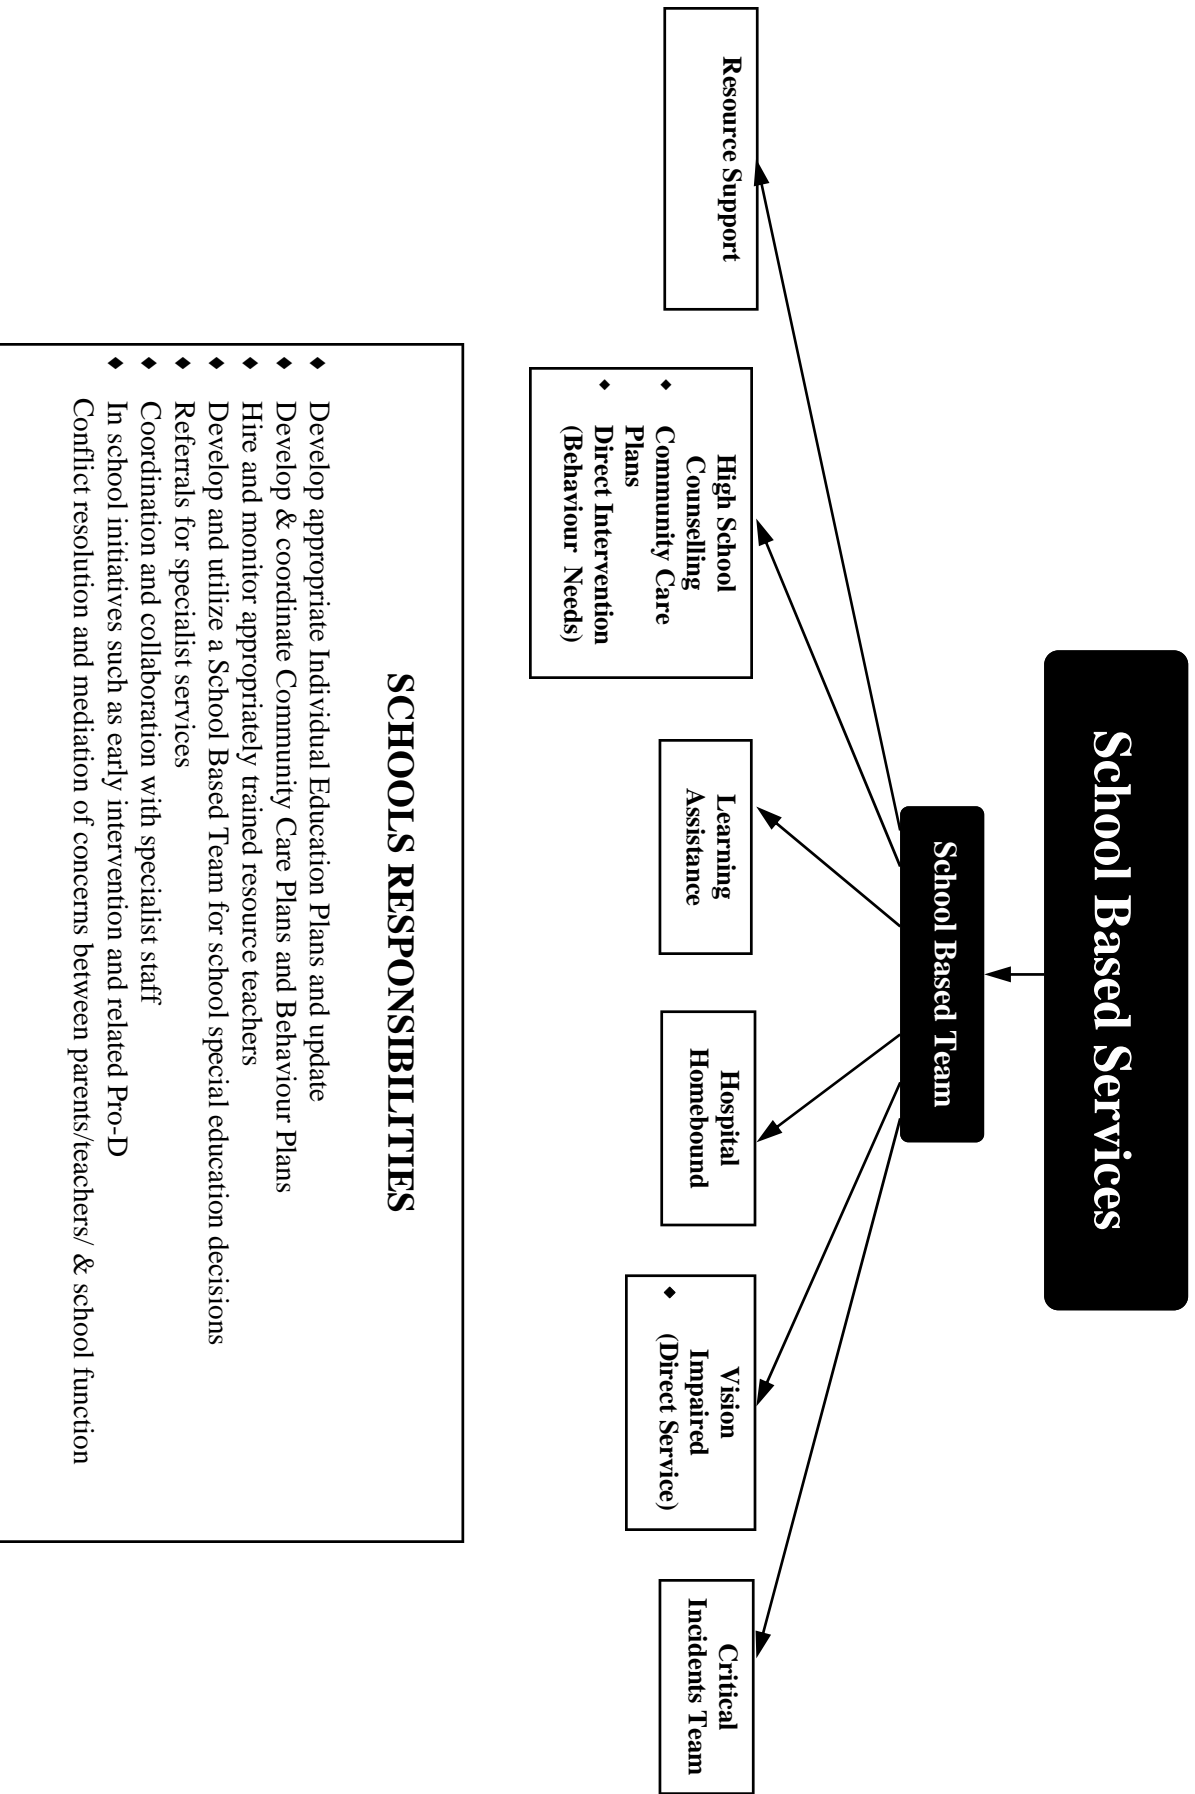 School Based Services
School Based Team
Resource Support
High School
Counselling
♦ Community Care
Plans
♦ Direct Intervention
(Behaviour Needs)
Learning
Assistance
Hospital
Homebound
Vision
Impaired
♦ (Direct Service)
Critical
Incidents Team
SCHOOLS RESPONSIBILITIES
♦ Develop appropriate Individual Education Plans and update
♦ Develop & coordinate Community Care Plans and Behaviour Plans
♦ Hire and monitor appropriately trained resource teachers
♦ Develop and utilize a School Based Team for school special education decisions
♦ Referrals for specialist services
♦ Coordination and collaboration with specialist staff
♦ In school initiatives such as early intervention and related Pro-D
Conflict resolution and mediation of concerns between parents/teachers/ & school function